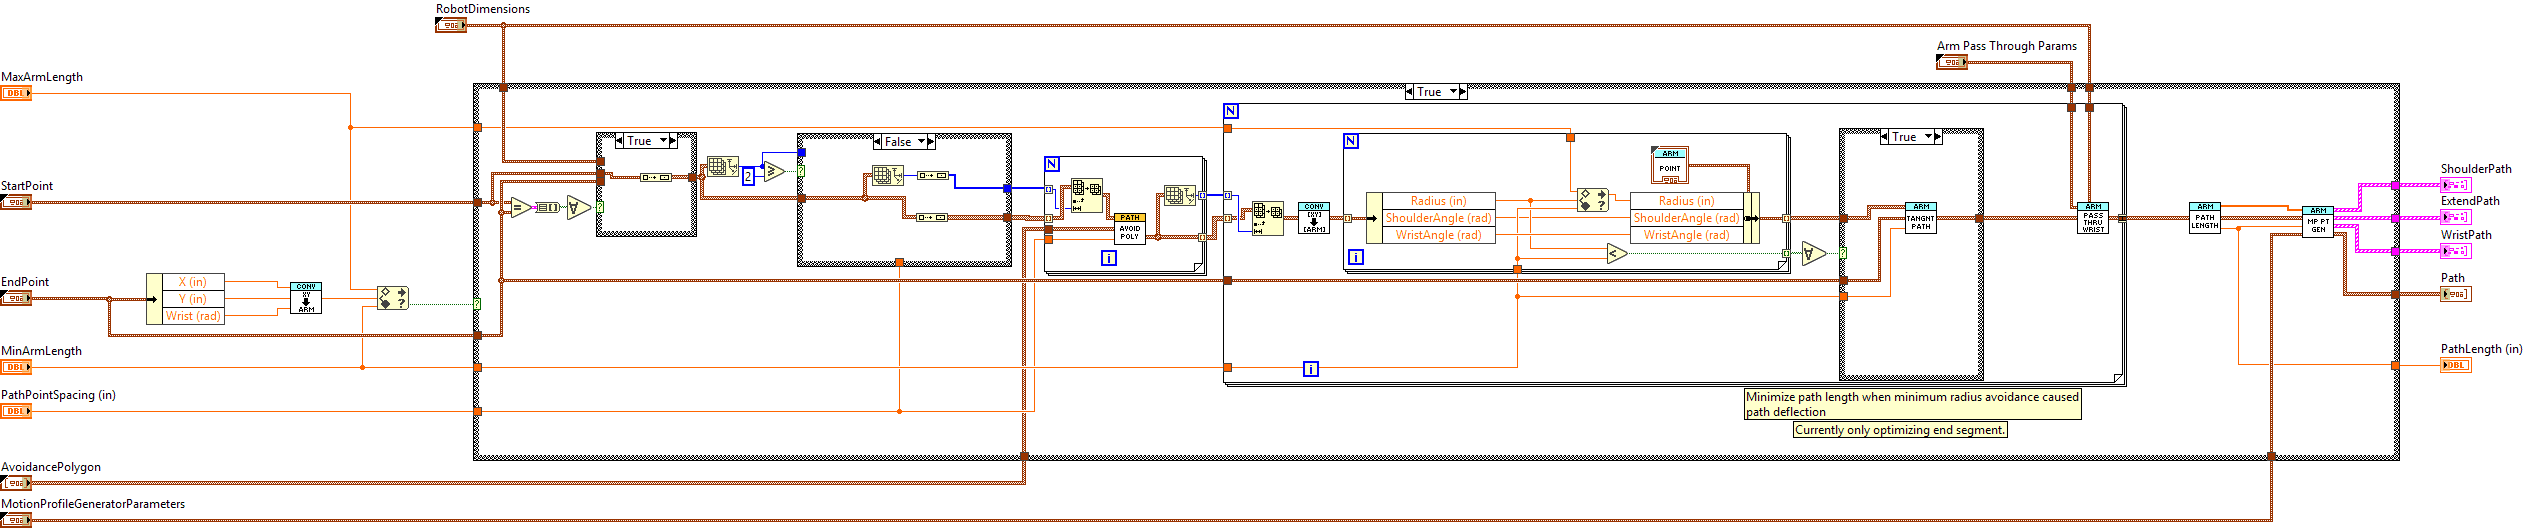 RobotDimensions
Arm Pass Through Params
MaxArmLength
DBL
True
N
True
False
N
N
True
ARM
POINT
2
StartPoint
ShoulderPath
ExtendPath
WristPath
Radius (in)
ShoulderAngle (rad)
WristAngle (rad)
Radius (in)
ShoulderAngle (rad)
WristAngle (rad)
CONV
[XY]
[ARM]
PATH
AVOID
POLY
ARM
TANGNT
PATH
ARM
PASS
THRU
WRIST
ARM
PATH
LENGTH
ARM
MP PT
GEN
i
i
EndPoint
X (in)
Y (in)
Wrist (rad)
CONV
XY
ARM
Path
MinArmLength
DBL
i
PathLength (in)
DBL
PathPointSpacing (in)
DBL
Minimize path length when minimum radius avoidance caused
path deflection
Currently only optimizing end segment.
AvoidancePolygon
MotionProfileGeneratorParameters